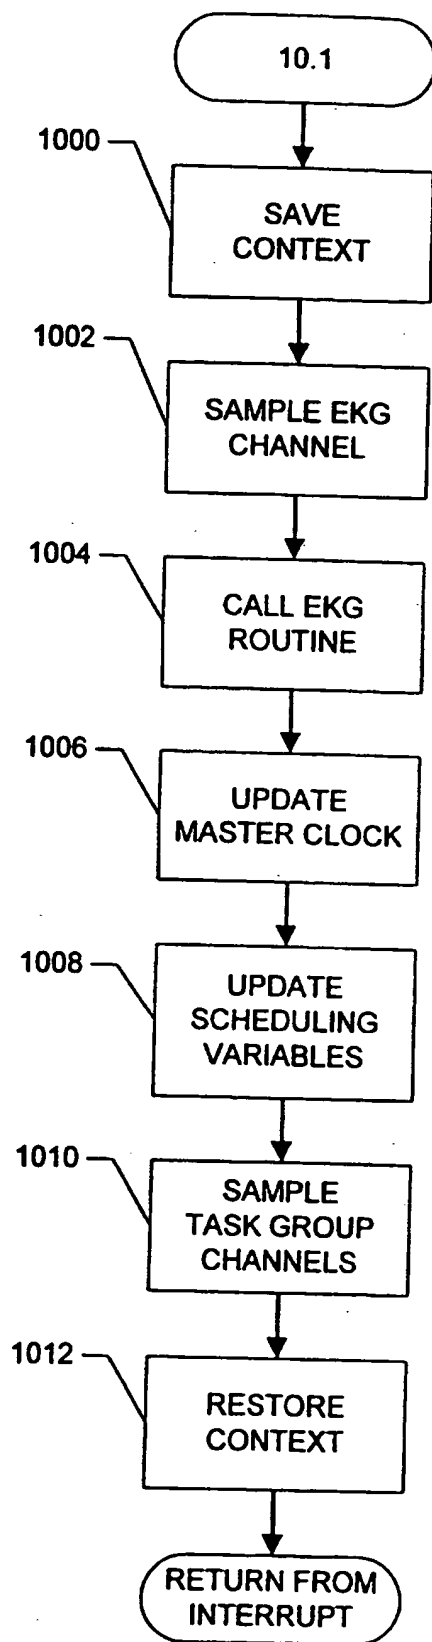 10.1
1000
SAVE
CONTEXT
1002
SAMPLE EKG
CHANNEL
1004
CALL EKG
ROUTINE
1006
UPDATE
MASTER CLOCK
1008
UPDATE
SCHEDULING
VARIABLES
1010
SAMPLE
TASK GROUP
CHANNELS
1012
RESTORE
CONTEXT
RETURN FROM
INTERRUPT